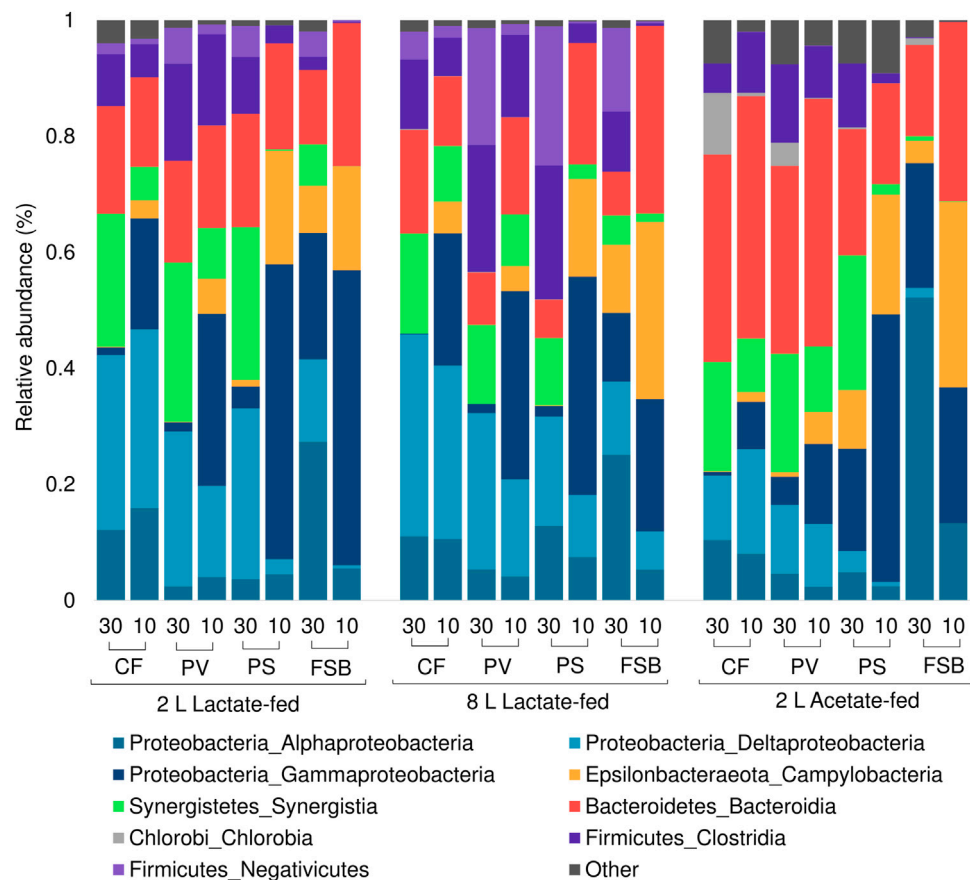 Relative abundance (%)
1
0.8
0.6
0.4
0.2
0
30 10 30 10 30 10 30 10 30 10 30 10 30 10 30 10 30 10 30 10 30 10 30 10
CF PV PS FSB CF PV PS FSB CF PV PS FSB
2 L Lactate-fed 8 L Lactate-fed 2 L Acetate-fed
Proteobacteria_Alphaproteobacteria Proteobacteria_Deltaproteobacteria
Proteobacteria_Gammaproteobacteria Epsilonbacteraeota_Campylobacteria
Synergistetes_Synergistia Bacteroidetes_Bacteroidia
Chlorobi_Chlorobia Firmicutes_Clostridia
Firmicutes_Negativicutes Other